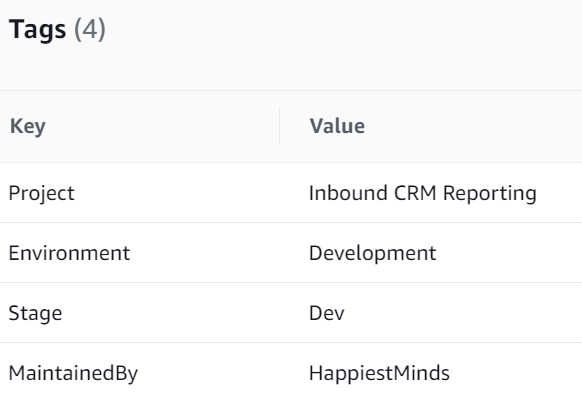 Tags (4)
Key Value
Project Inbound CRM Reporting
Environment Development
Stage Dev
MaintainedBy HappiestMinds